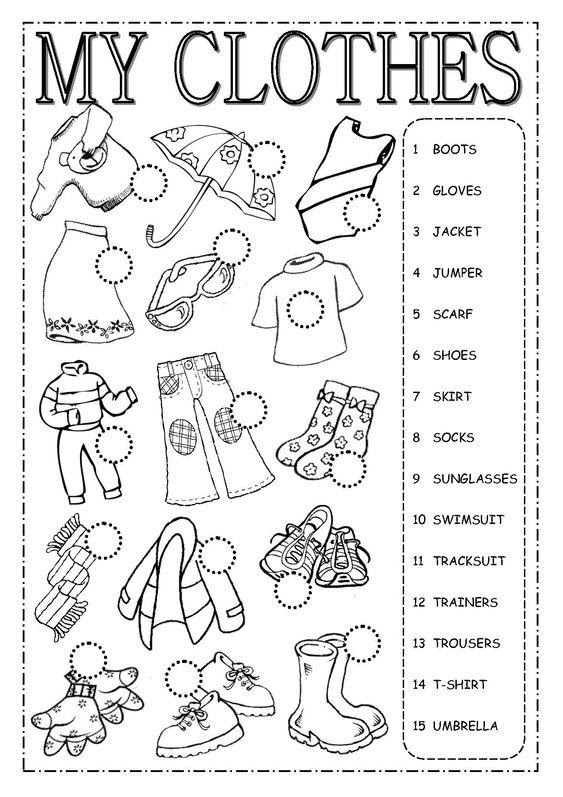 MY CLOTHES
1 BOOTS
2 GLOVES
3 JACKET
4 JUMPER
5 SCARF
6 SHOES
7 SKIRT
8 SOCKS
9 SUNGLASSES
10 SWIMSUIT
11 TRACKSUIT
12 TRAINERS
13 TROUSERS
14 T-SHIRT
15 UMBRELLA